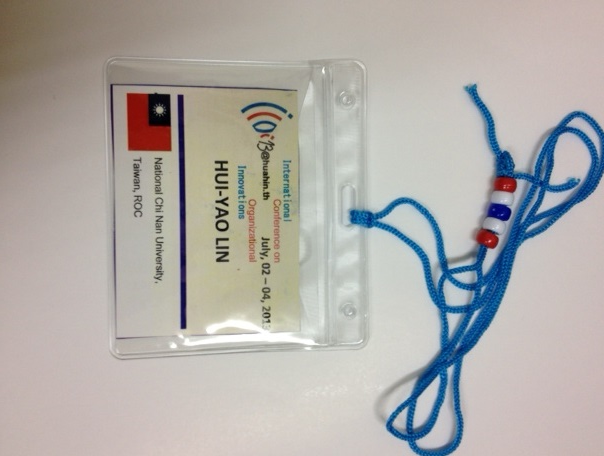 International
Conference on
@huahin.th July, 02 – 04, 2013
Organizational
Innovations
HUI-YAO LIN
National Chi Nan University,
Taiwan, ROC